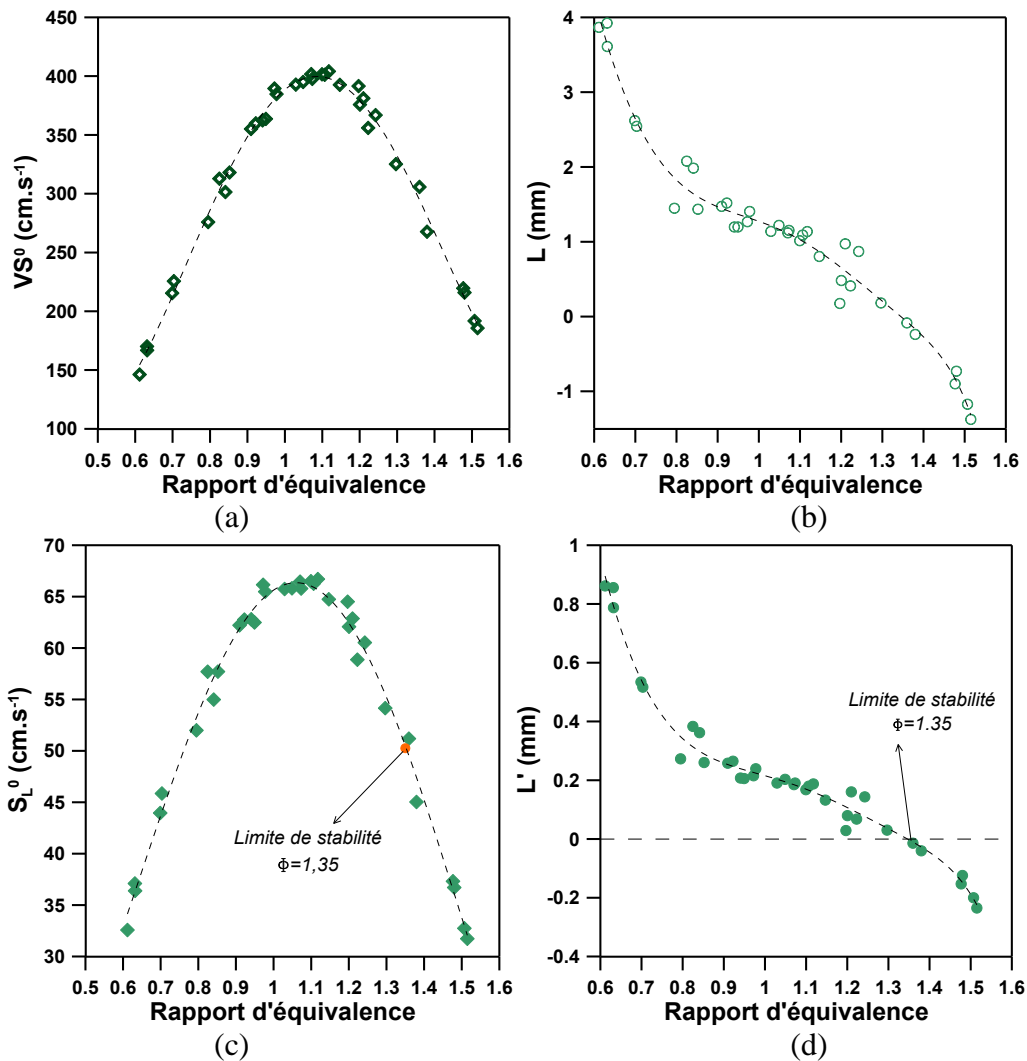 450
400
350
300
250
200
150
100
VS⁰ (cm.s⁻¹)
0.5 0.6 0.7 0.8 0.9 1 1.1 1.2 1.3 1.4 1.5 1.6
Rapport d'équivalence
(a)
4
3
2
1
0
-1
L (mm)
0.6 0.7 0.8 0.9 1 1.1 1.2 1.3 1.4 1.5 1.6
Rapport d'équivalence
(b)
70
65
60
55
50
45
40
35
30
S_L⁰ (cm.s⁻¹)
Limite de stabilité
Φ=1,35
0.5 0.6 0.7 0.8 0.9 1 1.1 1.2 1.3 1.4 1.5 1.6
Rapport d'équivalence
(c)
1
0.8
0.6
0.4
0.2
0
-0.2
-0.4
L' (mm)
Limite de stabilité
Φ=1.35
0.6 0.7 0.8 0.9 1 1.1 1.2 1.3 1.4 1.5 1.6
Rapport d'équivalence
(d)